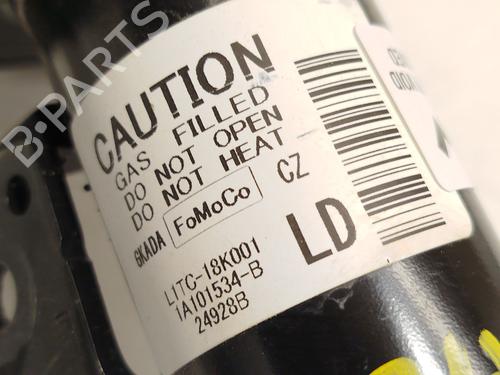 B-PARTS
CAUTION
GAS FILLED
DO NOT OPEN
DO NOT HEAT
GKADA FoMoCo CZ
L1TC-18K001 LD
1A101534-B
24928B